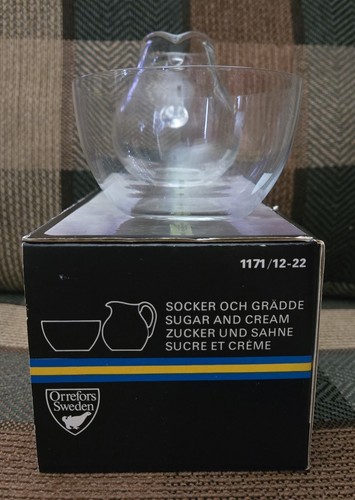 1171/12-22
SOCKER OCH GRÄDDE
SUGAR AND CREAM
ZUCKER UND SAHNE
SUCRE ET CRÈME
Orrefors
Sweden